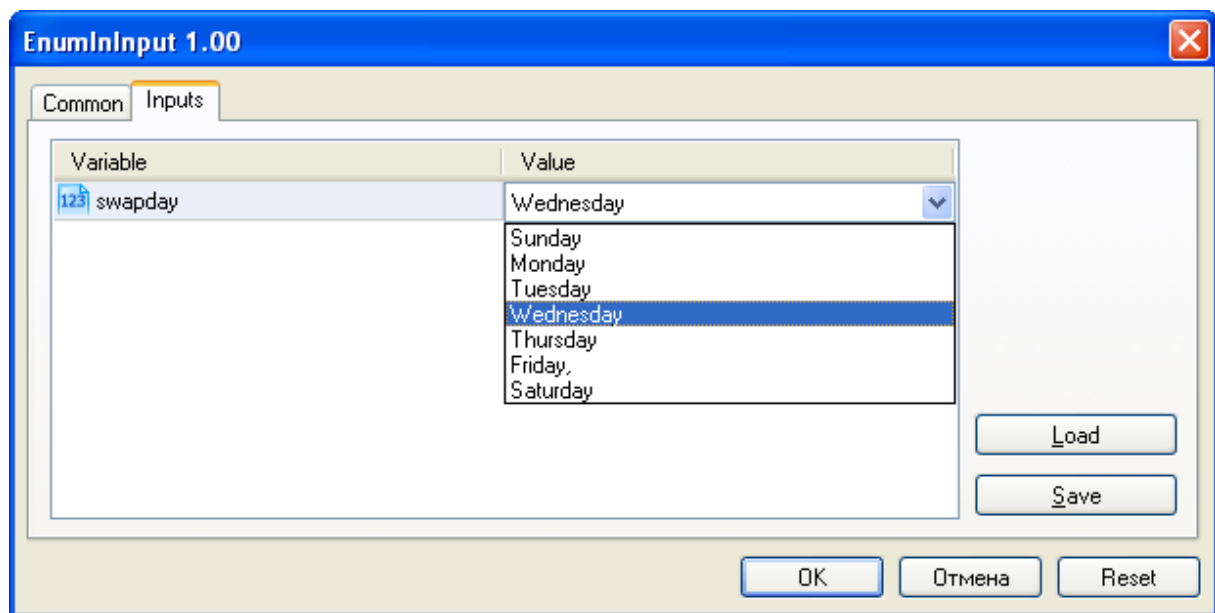 EnumInInput 1.00
Common Inputs
Variable Value
123 swapday Wednesday
Sunday
Monday
Tuesday
Wednesday
Thursday
Friday,
Saturday
Load
Save
OK Отмена Reset